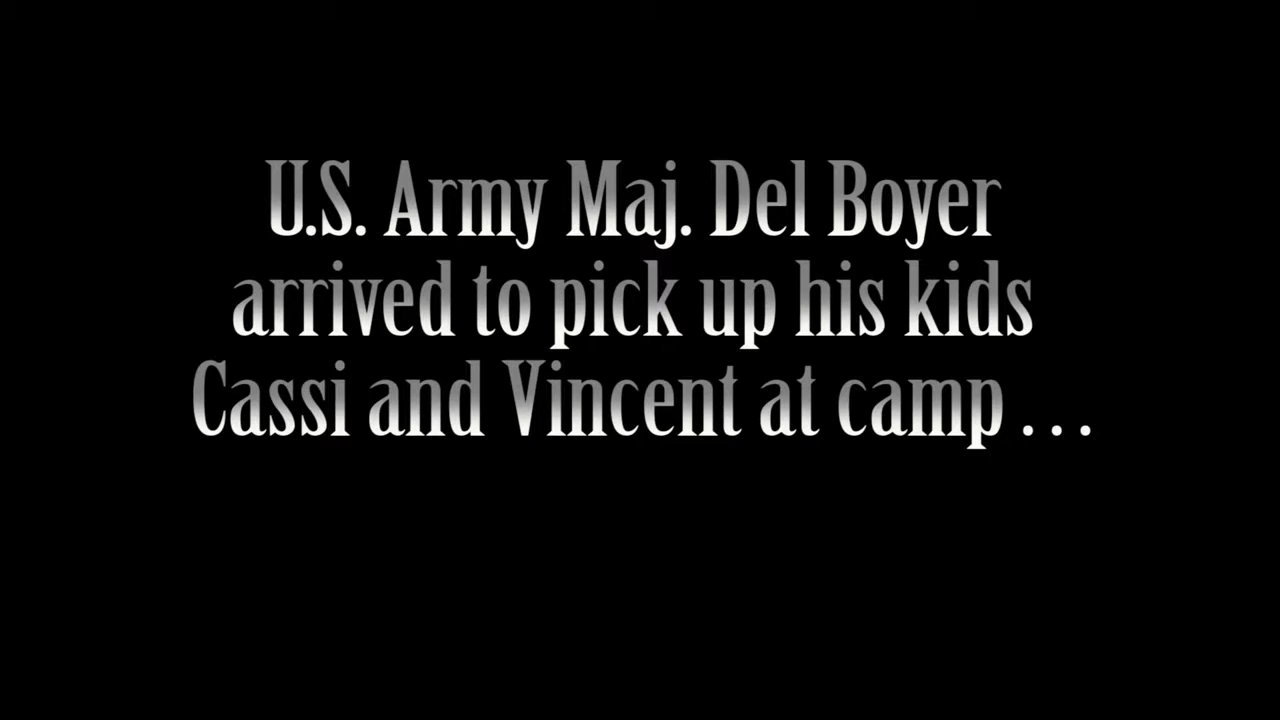 U.S. Army Maj. Del Boyer
arrived to pick up his kids
Cassi and Vincent at camp . . .